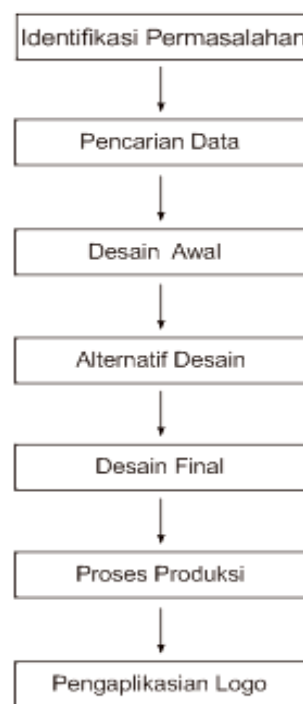 Identifikasi Permasalahan
Pencarian Data
Desain Awal
Alternatif Desain
Desain Final
Proses Produksi
Pengaplikasian Logo